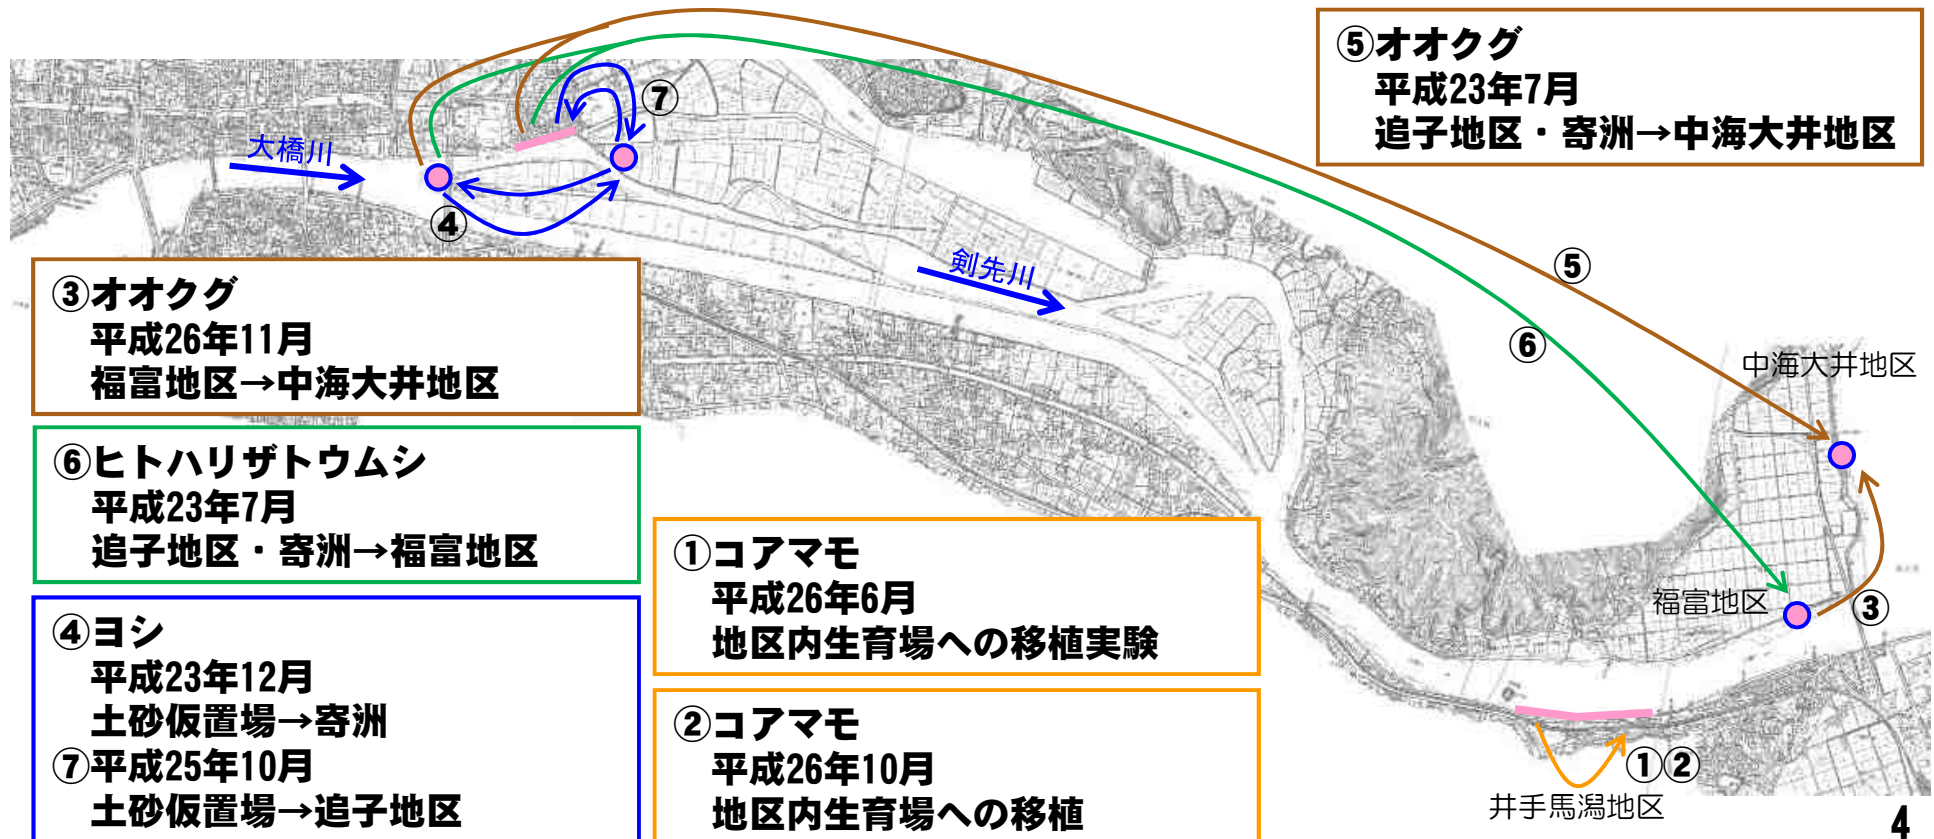 ⑤オオクグ
平成23年7月
追子地区・寄洲→中海大井地区
⑦
大橋川
④
剣先川
⑤
⑥
中海大井地区
福富地区
③
①②
井手馬潟地区
③オオクグ
平成26年11月
福富地区→中海大井地区
⑥ヒトハリザトウムシ
平成23年7月
追子地区・寄洲→福富地区
④ヨシ
平成23年12月
土砂仮置場→寄洲
⑦平成25年10月
土砂仮置場→追子地区
①コアマモ
平成26年6月
地区内生育場への移植実験
②コアマモ
平成26年10月
地区内生育場への移植
4